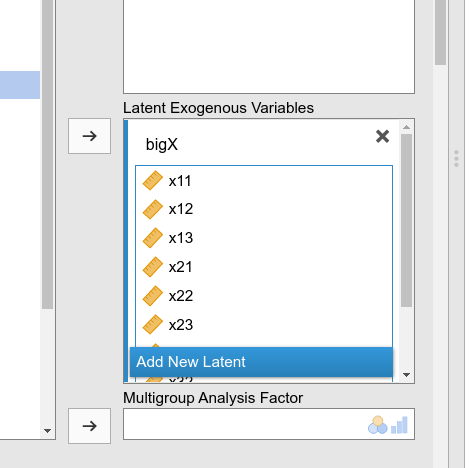 Latent Exogenous Variables
bigX
x11
x12
x13
x21
x22
x23
Add New Latent
Multigroup Analysis Factor